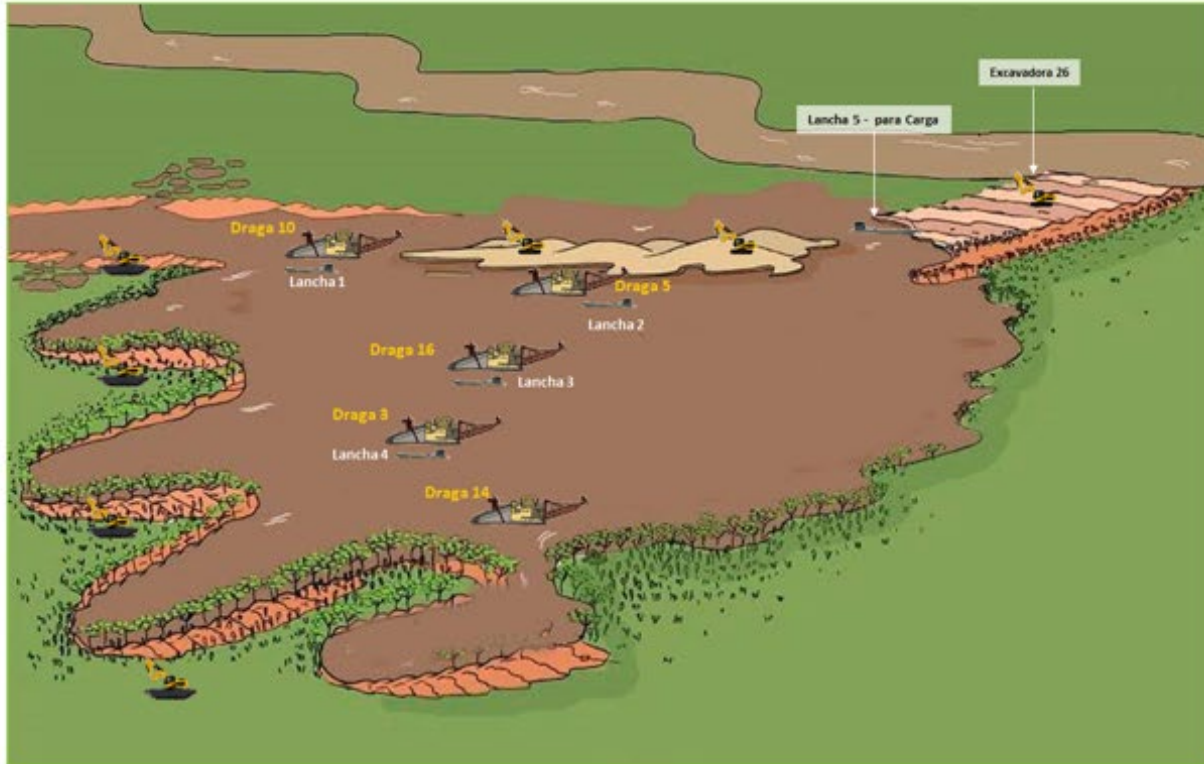 Excavadora 26
Lancha 5 - para Carga
Draga 10
Lancha 1
Draga 5
Lancha 2
Draga 16
Lancha 3
Draga 3
Lancha 4
Draga 14